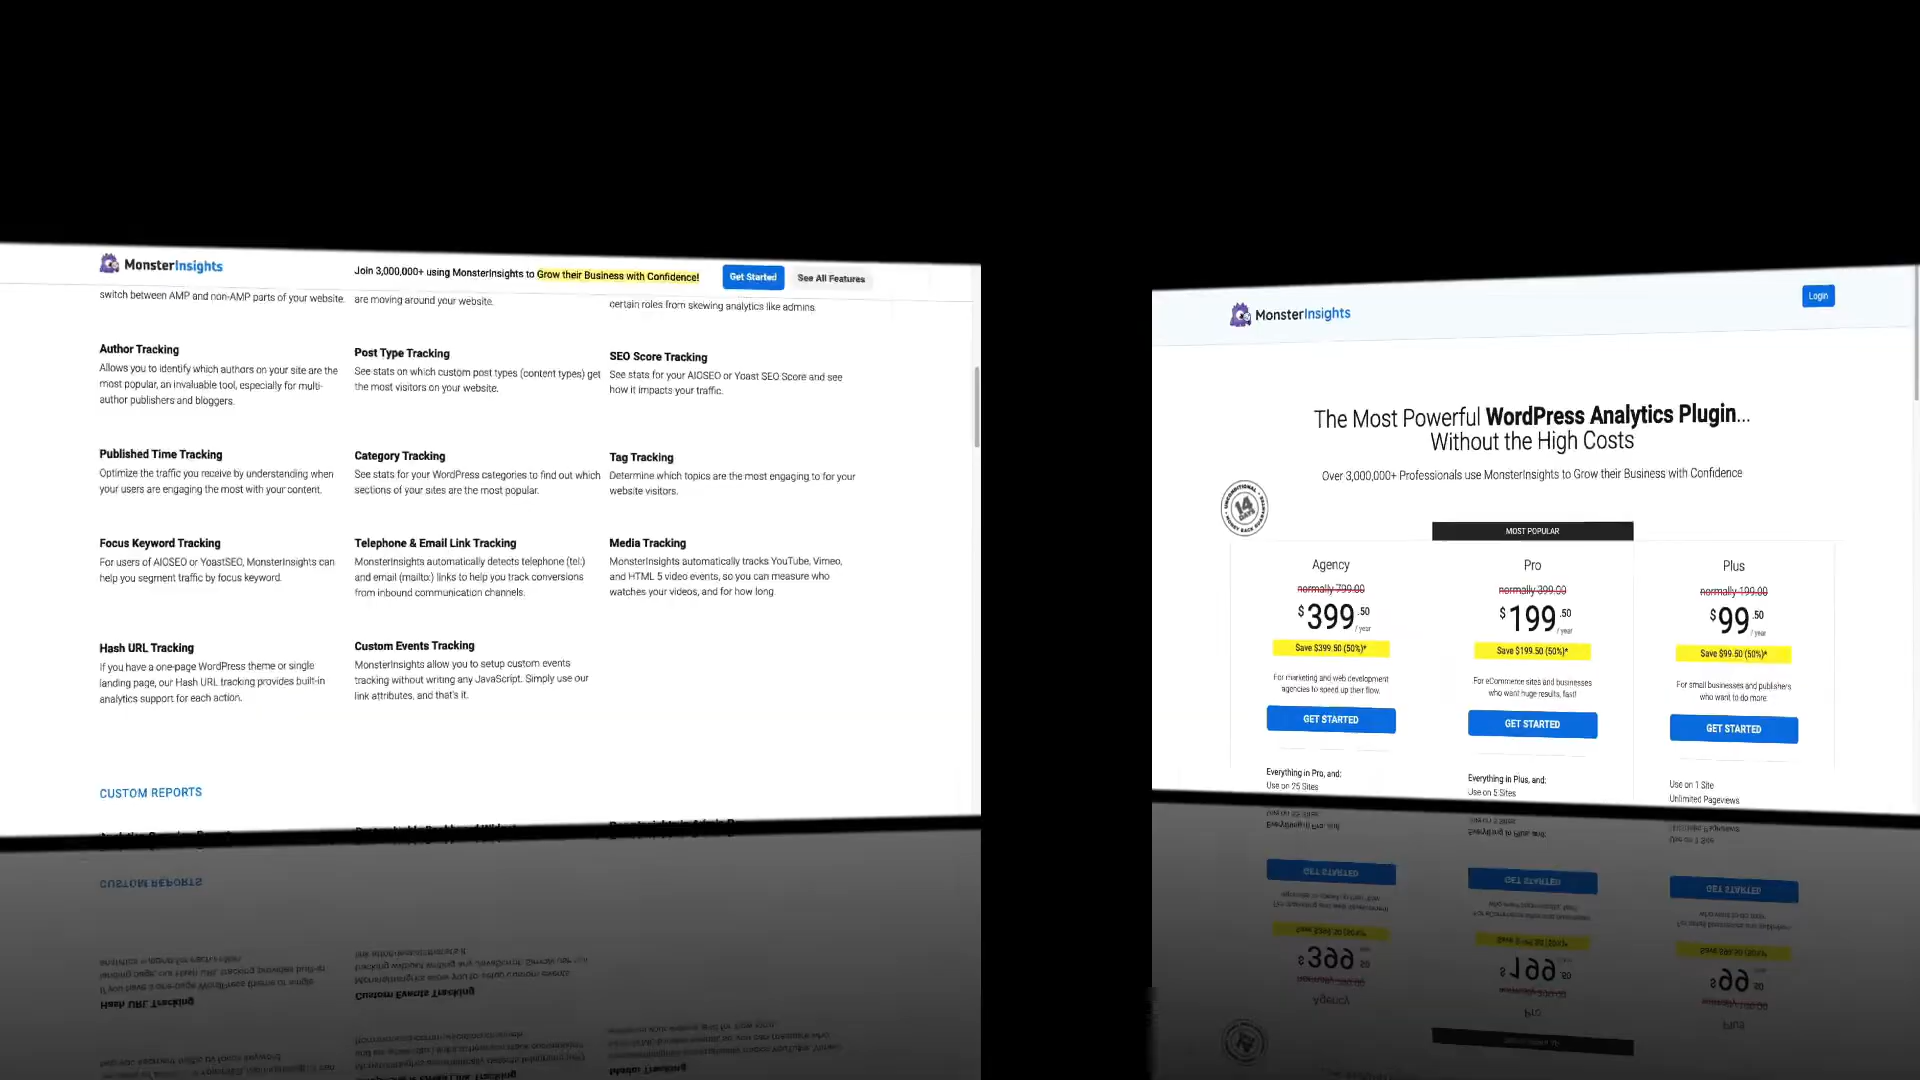 MonsterInsights
Join 3,000,000+ using MonsterInsights to Grow their Business with Confidence!
Get Started
See All Features
switch between AMP and non-AMP parts of your website.
are moving around your website.
certain roles from skewing analytics like admins
Author Tracking
Allows you to identify which authors on your site are the
most popular, an invaluable tool, especially for multi-
author publishers and bloggers.
Post Type Tracking
See stats on which custom post types (content types) get
the most visitors on your website.
SEO Score Tracking
See stats for your AIOSEO or Yoast SEO Score and see
how it impacts your traffic.
Published Time Tracking
Optimize the traffic you receive by understanding when
your users are engaging the most with your content.
Category Tracking
See stats for your WordPress categories to find out which
sections of your sites are the most popular.
Tag Tracking
Determine which topics are the most engaging to for your
website visitors.
Focus Keyword Tracking
For users of AIOSEO or YoastSEO, MonsterInsights can
help you segment traffic by focus keyword.
Telephone & Email Link Tracking
MonsterInsights automatically detects telephone (tel:)
and email (mailto:) links to help you track conversions
from inbound communication channels.
Media Tracking
MonsterInsights automatically tracks YouTube, Vimeo,
and HTML 5 video events, so you can measure who
watches your videos, and for how long
Hash URL Tracking
If you have a one-page WordPress theme or single
landing page, our Hash URL tracking provides built-in
analytics support for each action.
Custom Events Tracking
MonsterInsights allow you to setup custom events
tracking without writing any JavaScript. Simply use our
link attributes, and that's it.
CUSTOM REPORTS
MonsterInsights
Login
The Most Powerful WordPress Analytics Plugin...
Without the High Costs
Over 3,000,000+ Professionals use MonsterInsights to Grow their Business with Confidence
14 DAYS
MOST POPULAR
Agency
normally 799.00
$399.50 / year
Save $399.50 (50%)*
For marketing and web development
agencies to speed up their flow.
GET STARTED
Everything in Pro, and:
Use on 25 Sites
Pro
normally 399.00
$199.50 / year
Save $199.50 (50%)*
For eCommerce sites and businesses
who want huge results, fast!
GET STARTED
Everything in Plus, and:
Use on 5 Sites
Plus
normally 199.00
$99.50 / year
Save $99.50 (50%)*
For small businesses and publishers
who want to do more.
GET STARTED
Use on 1 Site
Unlimited Pageviews